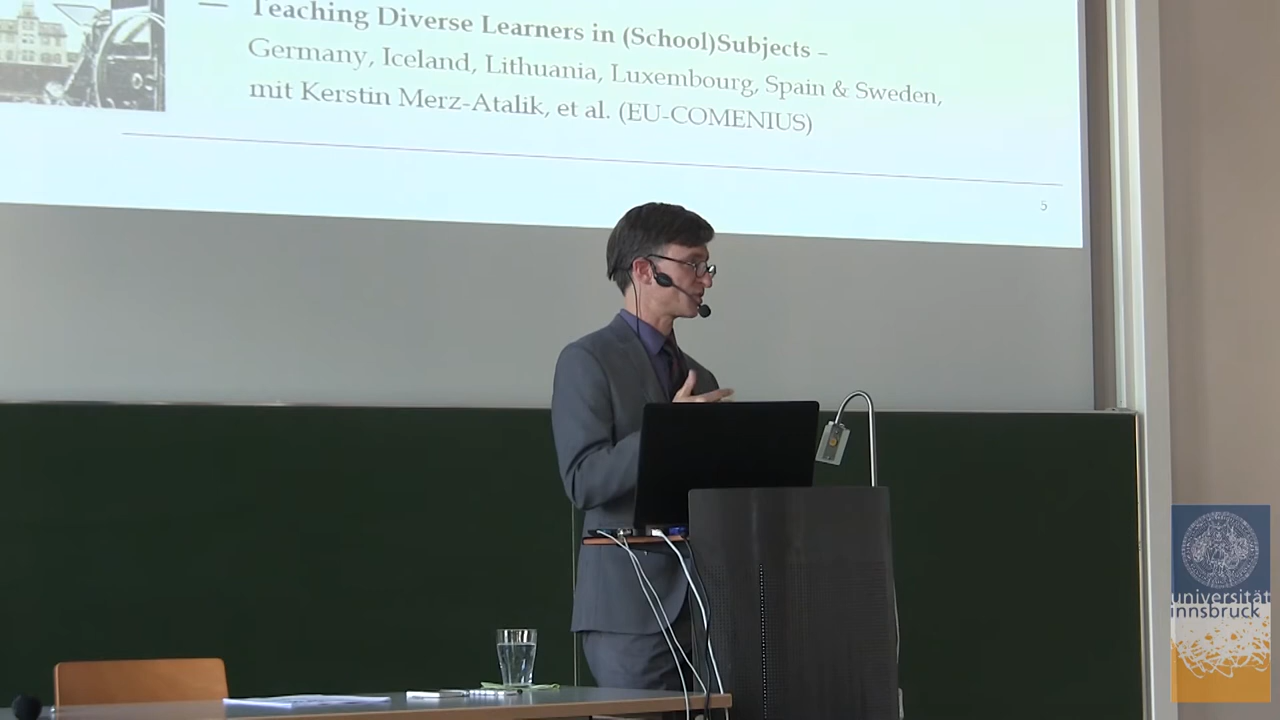 — Teaching Diverse Learners in (School)Subjects –
Germany, Iceland, Lithuania, Luxembourg, Spain & Sweden,
mit Kerstin Merz-Atalik, et al. (EU-COMENIUS)
5
universität
innsbruck